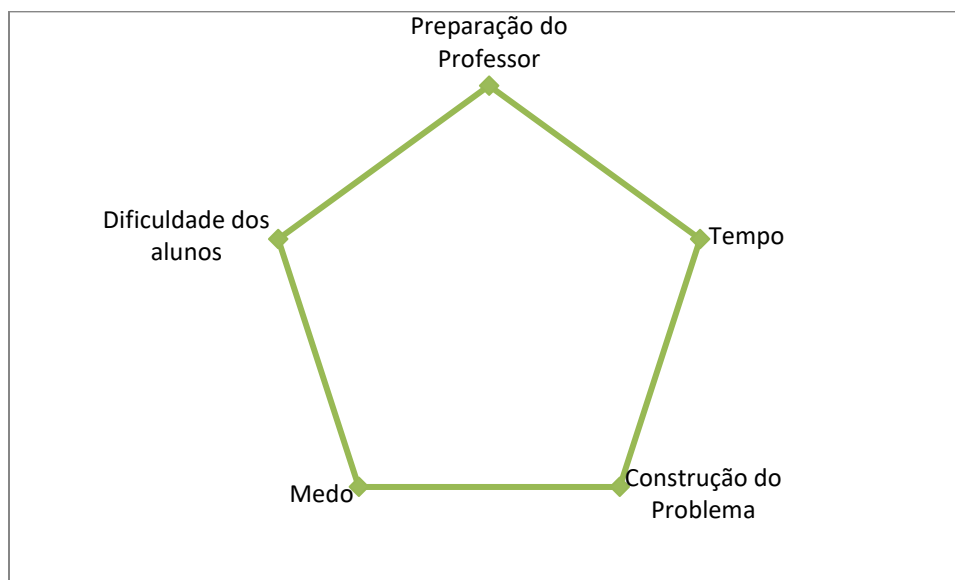 Preparação do
Professor
Dificuldade dos
alunos
Tempo
Medo
Construção do
Problema